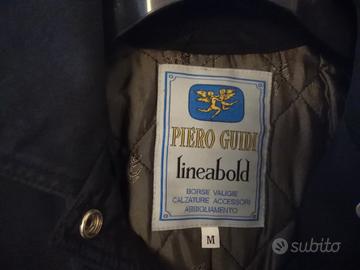 PIERO GUIDI
lineabold
BORSE VALIGIE
CALZATURE ACCESSORI
ABBIGLIAMENTO
M
subito